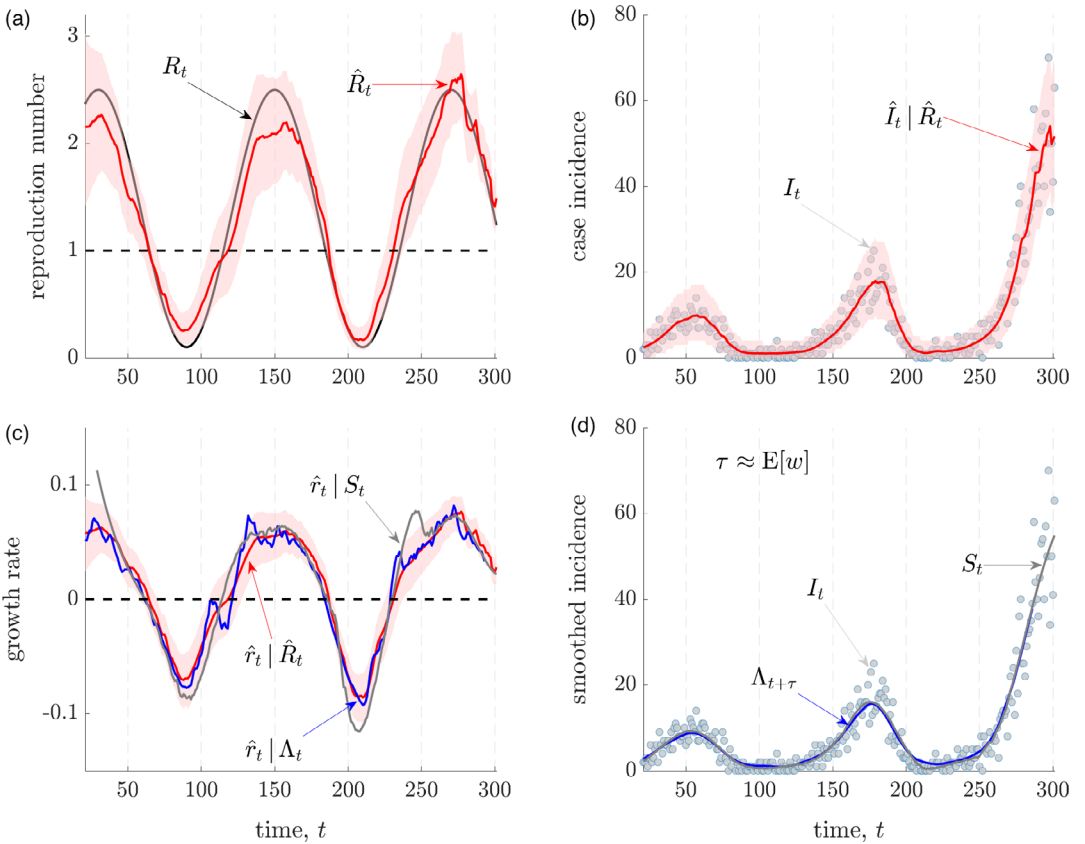 (a)
reproduction number
3
2
1
0
R_t
R̂_t
50 100 150 200 250 300
(b)
case incidence
80
60
40
20
0
I_t
Î_t | R̂_t
50 100 150 200 250 300
(c)
growth rate
0.1
0
-0.1
r̂_t | S_t
r̂_t | R̂_t
r̂_t | Λ_t
50 100 150 200 250 300
time, t
(d)
smoothed incidence
80
60
40
20
0
τ ≈ E[w]
I_t
S_t
Λ_{t+τ}
50 100 150 200 250 300
time, t